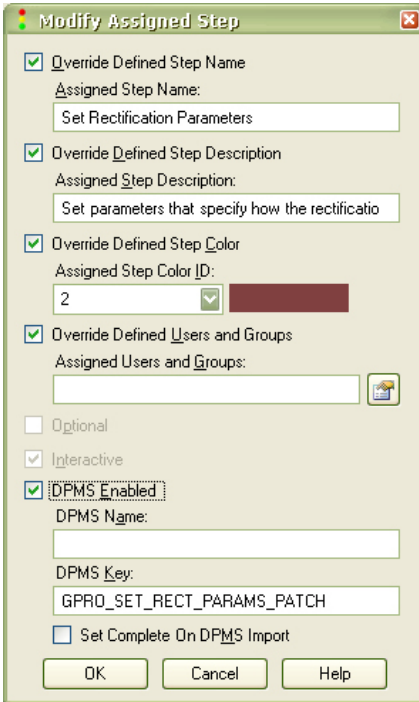 Modify Assigned Step
Override Defined Step Name
Assigned Step Name:
Set Rectification Parameters
Override Defined Step Description
Assigned Step Description:
Set parameters that specify how the rectificatio
Override Defined Step Color
Assigned Step Color ID:
2
Override Defined Users and Groups
Assigned Users and Groups:
Optional
Interactive
DPMS Enabled
DPMS Name:
DPMS Key:
GPRO_SET_RECT_PARAMS_PATCH
Set Complete On DPMS Import
OK Cancel Help